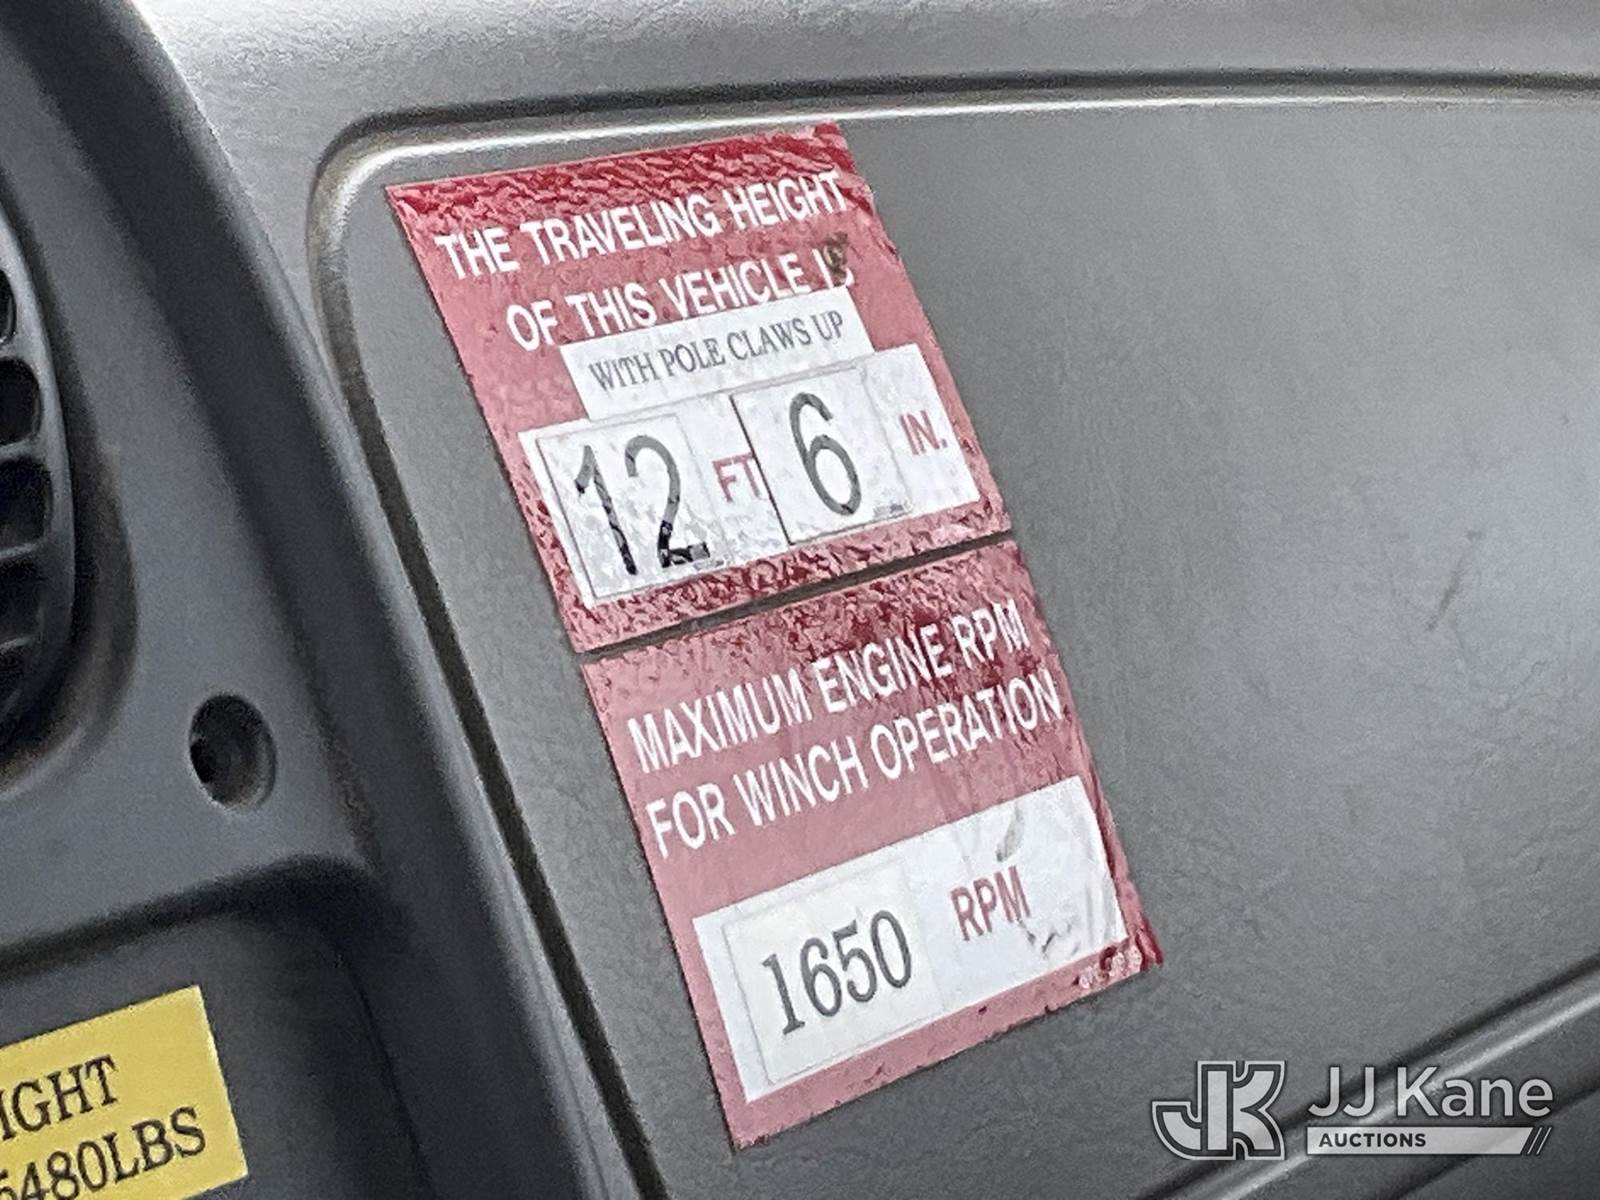 THE TRAVELING HEIGHT
OF THIS VEHICLE IS
WITH POLE CLAWS UP
12 FT 6 IN.
MAXIMUM ENGINE RPM
FOR WINCH OPERATION
1650 RPM
IGHT
5480LBS
JK JJ Kane
AUCTIONS